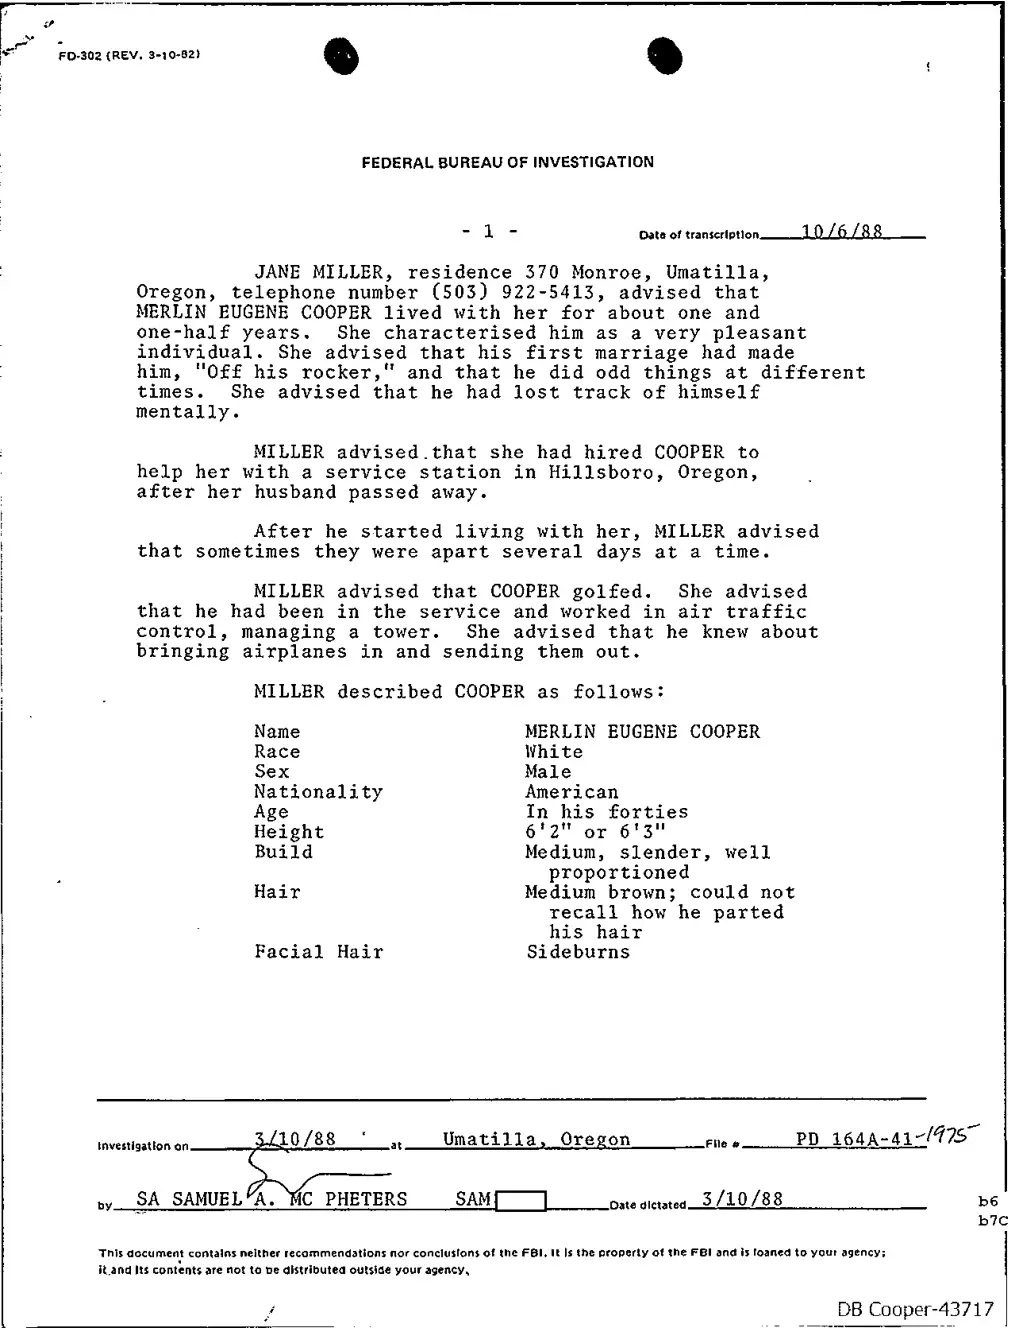 FD-302 (REV. 3-10-82)
FEDERAL BUREAU OF INVESTIGATION
- 1 - Date of transcription 10/6/88
JANE MILLER, residence 370 Monroe, Umatilla,
Oregon, telephone number (503) 922-5413, advised that
MERLIN EUGENE COOPER lived with her for about one and
one-half years. She characterised him as a very pleasant
individual. She advised that his first marriage had made
him, "Off his rocker," and that he did odd things at different
times. She advised that he had lost track of himself
mentally.
MILLER advised that she had hired COOPER to
help her with a service station in Hillsboro, Oregon,
after her husband passed away.
After he started living with her, MILLER advised
that sometimes they were apart several days at a time.
MILLER advised that COOPER golfed. She advised
that he had been in the service and worked in air traffic
control, managing a tower. She advised that he knew about
bringing airplanes in and sending them out.
MILLER described COOPER as follows:
Name MERLIN EUGENE COOPER
Race White
Sex Male
Nationality American
Age In his forties
Height 6'2" or 6'3"
Build Medium, slender, well
proportioned
Hair Medium brown; could not
recall how he parted
his hair
Facial Hair Sideburns
Investigation on 3/10/88 at Umatilla, Oregon File # PD 164A-41-1975
by SA SAMUEL A. MC PHETERS SAM Date dictated 3/10/88
b6
b7C
This document contains neither recommendations nor conclusions of the FBI. It is the property of the FBI and is loaned to your agency;
it and its contents are not to be distributed outside your agency.
DB Cooper-43717